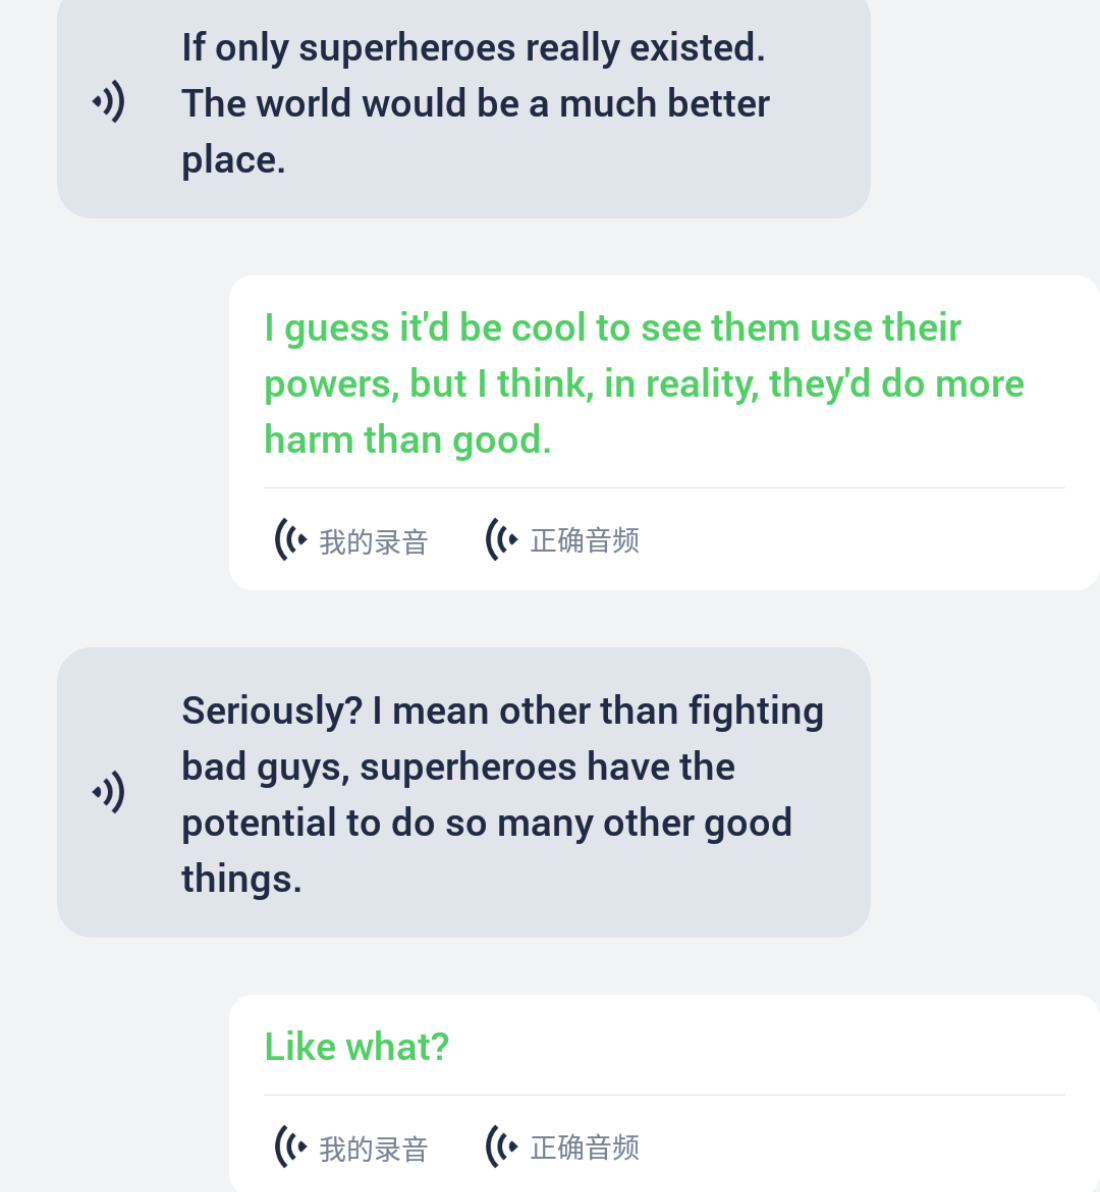 If only superheroes really existed.
The world would be a much better
place.
I guess it'd be cool to see them use their
powers, but I think, in reality, they'd do more
harm than good.
我的录音 正确音频
Seriously? I mean other than fighting
bad guys, superheroes have the
potential to do so many other good
things.
Like what?
我的录音 正确音频